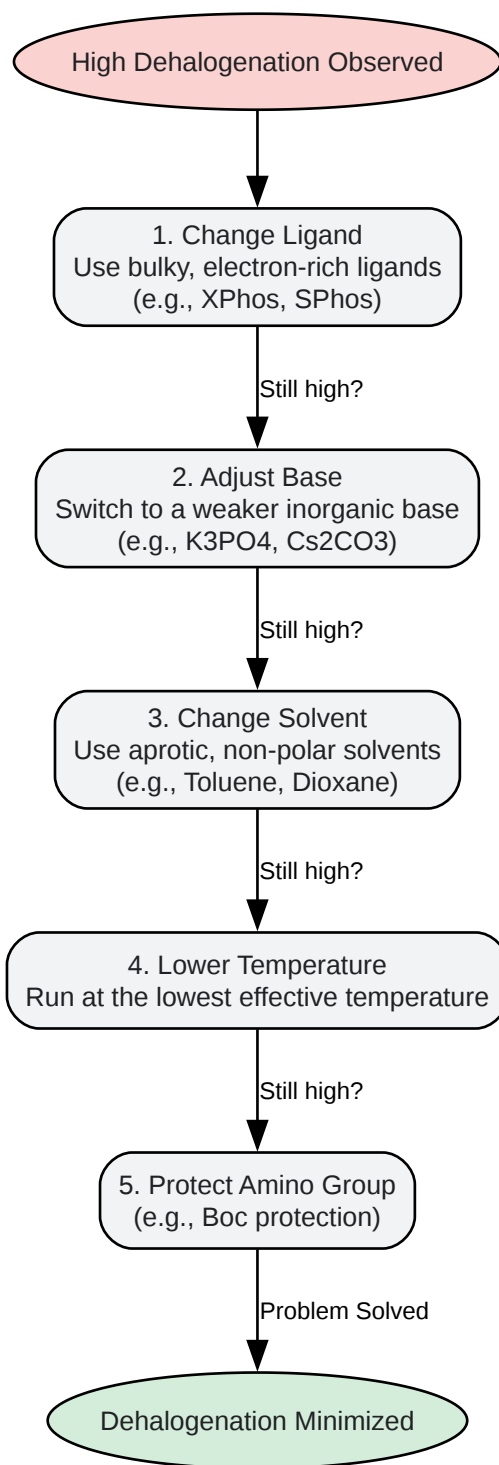 High Dehalogenation Observed
1. Change Ligand
Use bulky, electron-rich ligands
(e.g., XPhos, SPhos)
Still high?
2. Adjust Base
Switch to a weaker inorganic base
(e.g., K3PO4, Cs2CO3)
Still high?
3. Change Solvent
Use aprotic, non-polar solvents
(e.g., Toluene, Dioxane)
Still high?
4. Lower Temperature
Run at the lowest effective temperature
Still high?
5. Protect Amino Group
(e.g., Boc protection)
Problem Solved
Dehalogenation Minimized